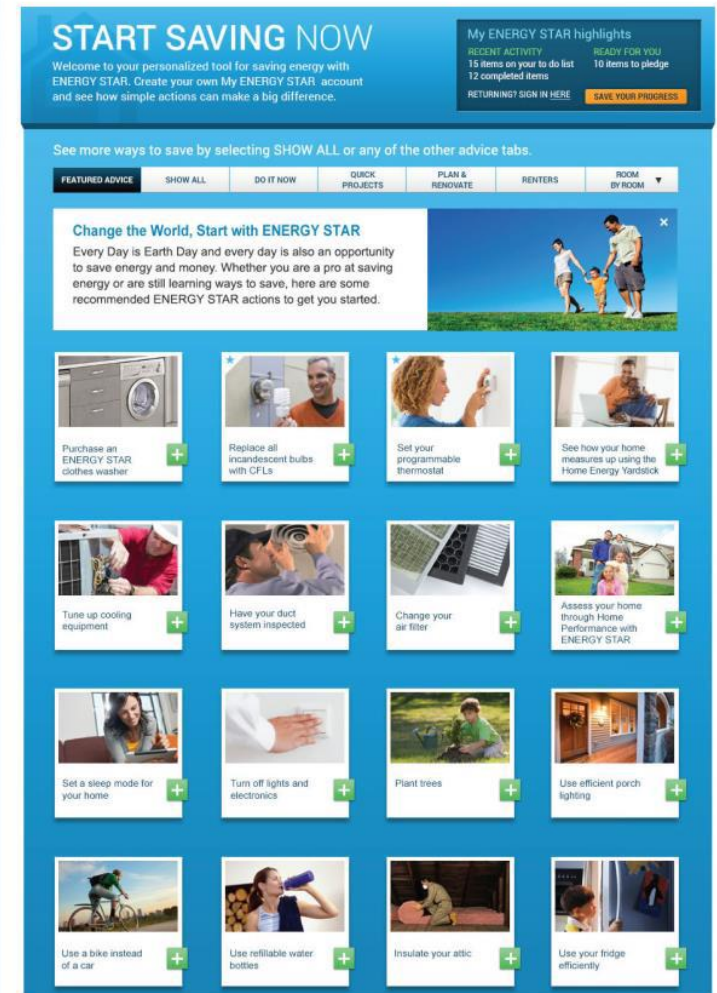 START SAVING NOW
Welcome to your personalized tool for saving energy with
ENERGY STAR. Create your own My ENERGY STAR account
and see how simple actions can make a big difference.
My ENERGY STAR highlights
RECENT ACTIVITY
15 items on your to do list
12 completed items
READY FOR YOU
10 items to pledge
RETURNING? SIGN IN HERE
SAVE YOUR PROGRESS
See more ways to save by selecting SHOW ALL or any of the other advice tabs.
FEATURED ADVICE
SHOW ALL
DO IT NOW
QUICK
PROJECTS
PLAN &
RENOVATE
RENTERS
ROOM
BY ROOM
Change the World, Start with ENERGY STAR
Every Day is Earth Day and every day is also an opportunity
to save energy and money. Whether you are a pro at saving
energy or are still learning ways to save, here are some
recommended ENERGY STAR actions to get you started.
Purchase an
ENERGY STAR
clothes washer
Replace all
incandescent bulbs
with CFLs
Set your
programmable
thermostat
See how your home
measures up using the
Home Energy Yardstick
Tune up cooling
equipment
Have your duct
system inspected
Change your
air filter
Assess your home
through Home
Performance with
ENERGY STAR
Set a sleep mode for
your home
Turn off lights and
electronics
Plant trees
Use efficient porch
lighting
Use a bike instead
of a car
Use refillable water
bottles
Insulate your attic
Use your fridge
efficiently